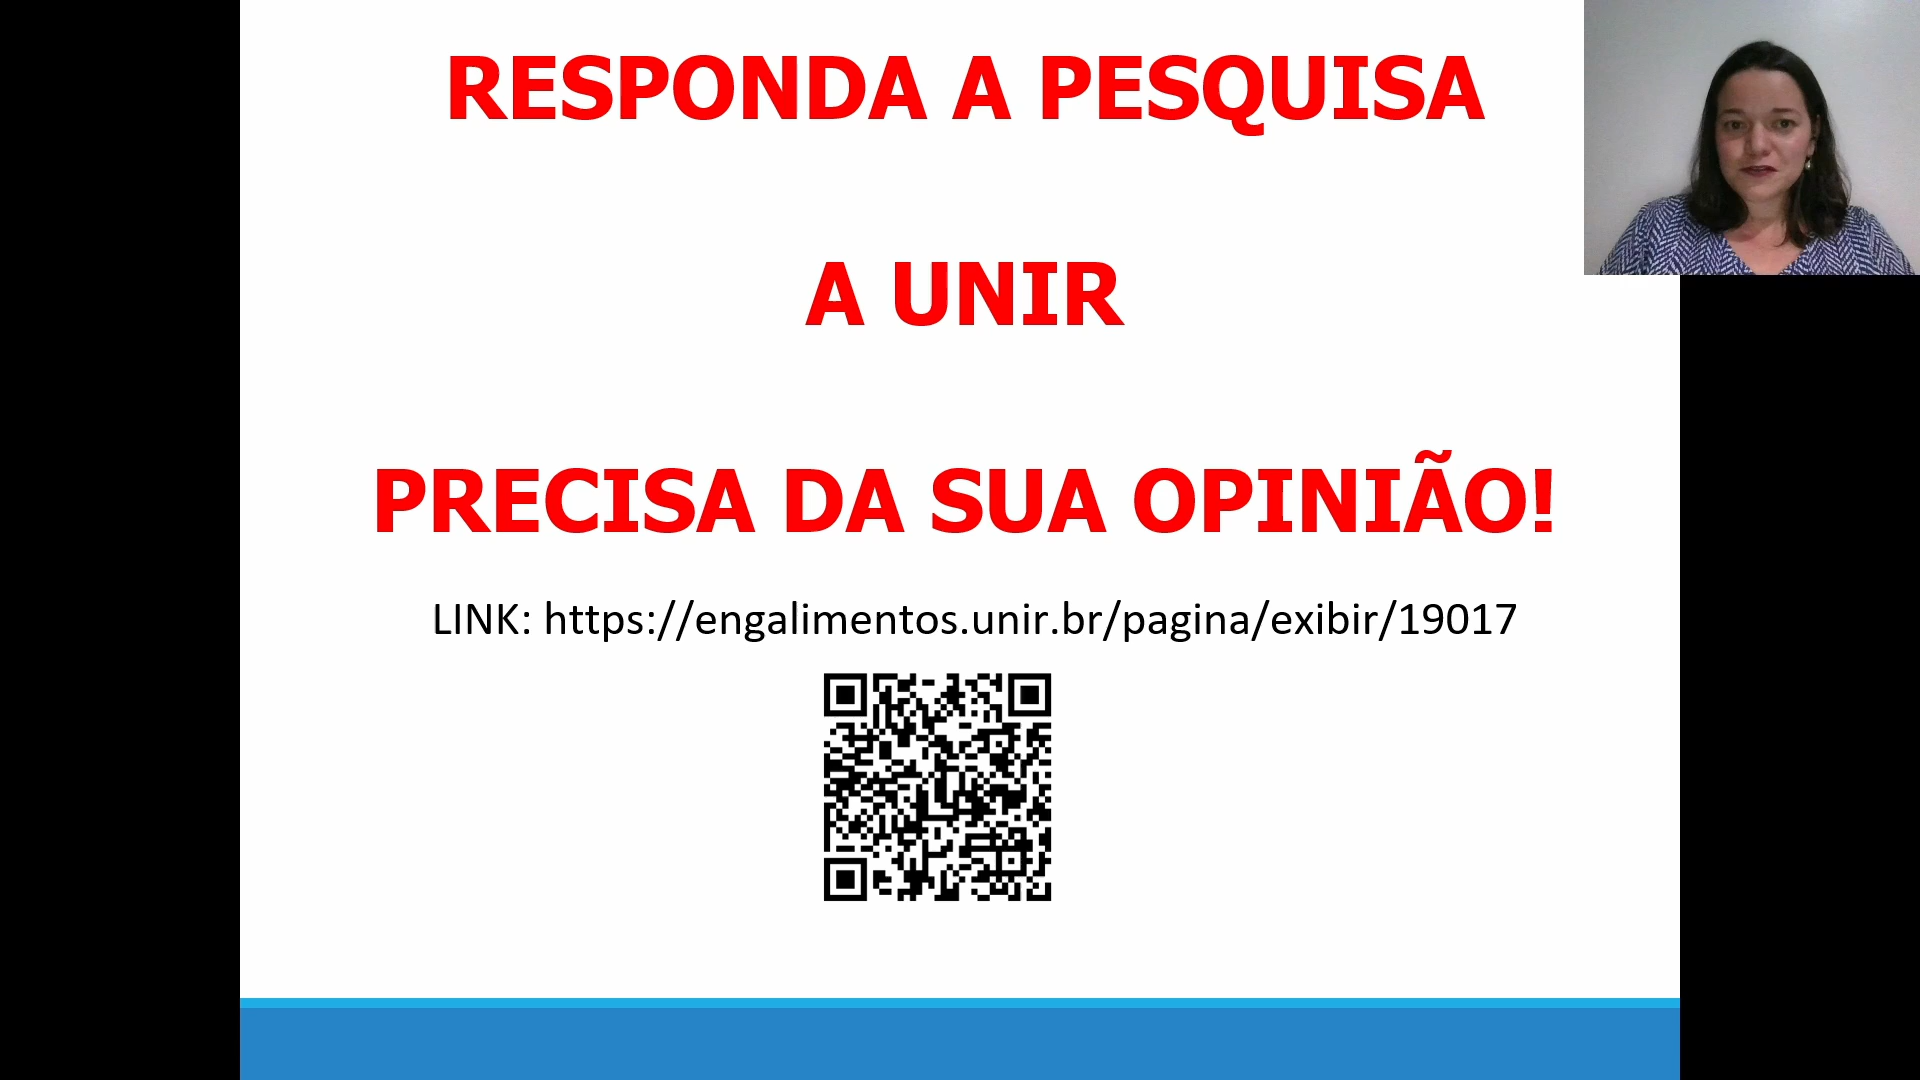 RESPONDA A PESQUISA
A UNIR
PRECISA DA SUA OPINIÃO!
LINK: https://engalimentos.unir.br/pagina/exibir/19017